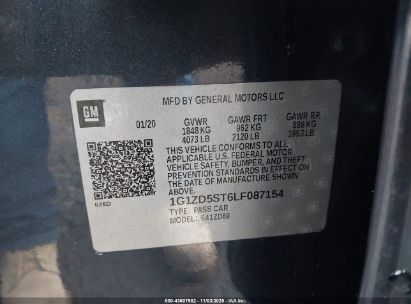 GM
MFD BY GENERAL MOTORS LLC
01/20 GVWR GAWR FRT GAWR RR
1848 KG 962 KG 886 KG
4073 LB 2120 LB 1953 LB
THIS VEHICLE CONFORMS TO ALL
APPLICABLE U.S. FEDERAL MOTOR
VEHICLE SAFETY, BUMPER, AND THEFT
PREVENTION STANDARDS IN EFFECT ON
THE DATE OF MANUFACTURE SHOWN ABOVE.
1G1ZD5ST6LF087154
TYPE: PASS CAR
MODEL: 641ZD69